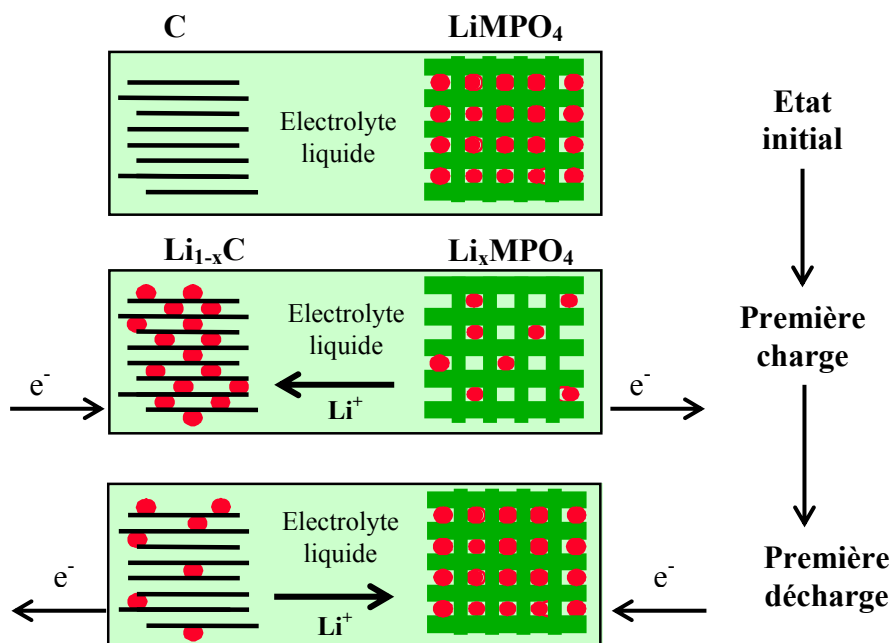 C
LiMPO₄
Electrolyte
liquide
Etat
initial
Li₁₋ₓC
LiₓMPO₄
Electrolyte
liquide
Li⁺
e⁻
e⁻
Première
charge
Electrolyte
liquide
Li⁺
e⁻
e⁻
Première
décharge